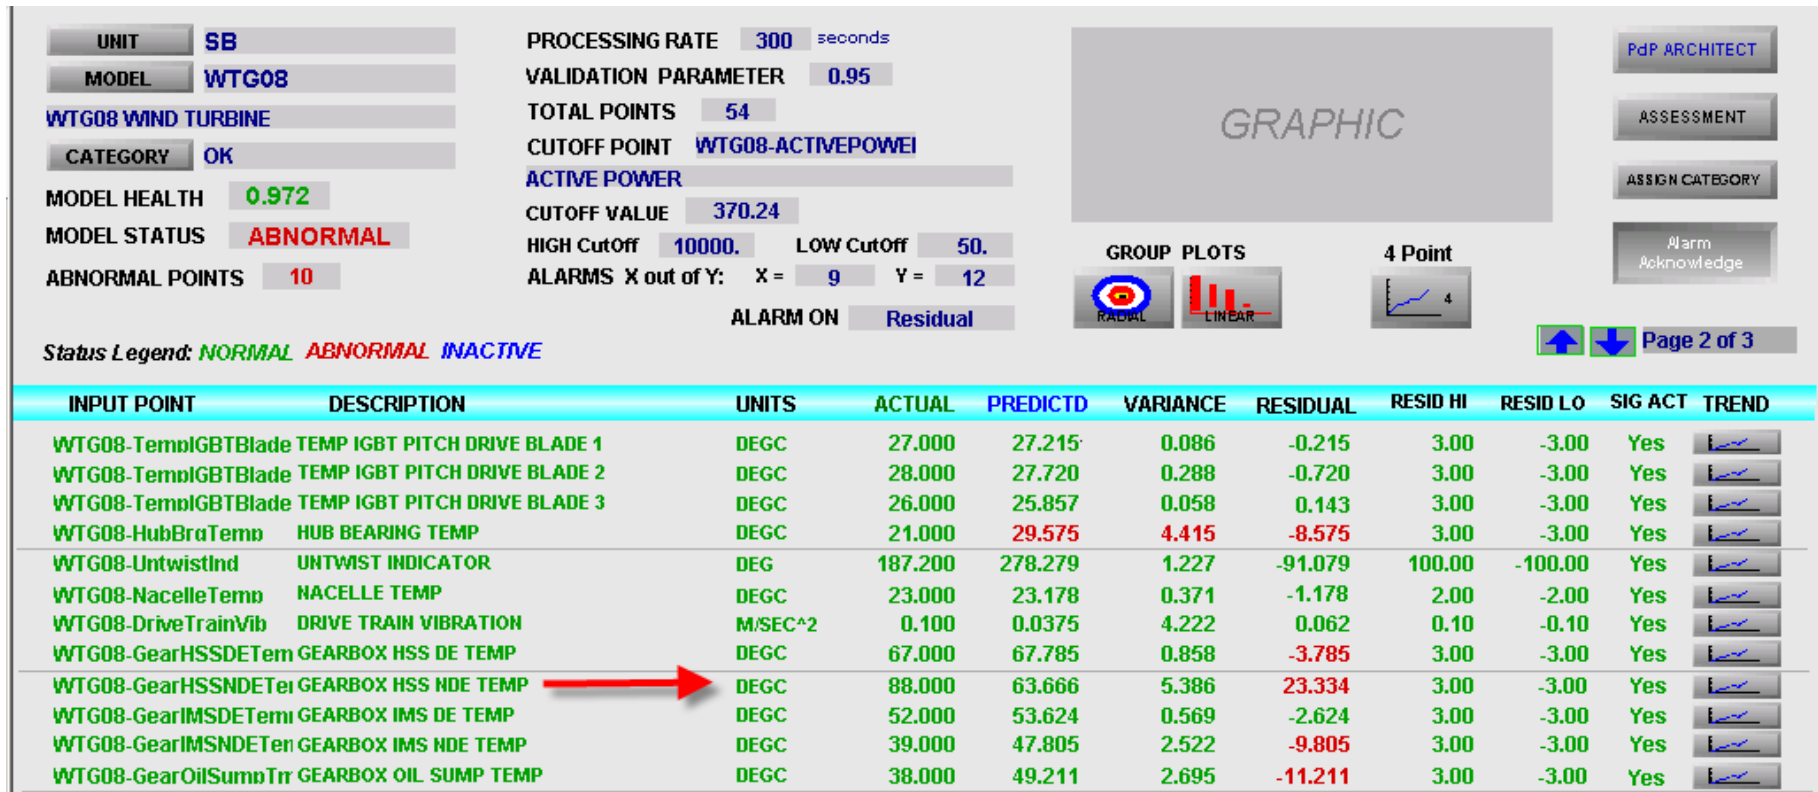 UNIT SB
MODEL WTG08
WTG08 WIND TURBINE
CATEGORY OK
MODEL HEALTH 0.972
MODEL STATUS ABNORMAL
ABNORMAL POINTS 10
Status Legend: NORMAL ABNORMAL INACTIVE
PROCESSING RATE 300 seconds
VALIDATION PARAMETER 0.95
TOTAL POINTS 54
CUTOFF POINT WTG08-ACTIVEPOWEI
ACTIVE POWER
CUTOFF VALUE 370.24
HIGH CutOff 10000. LOW CutOff 50.
ALARMS X out of Y: X = 9 Y = 12
ALARM ON Residual
GRAPHIC
GROUP PLOTS 4 Point
RADIAL LINEAR 4
PdP ARCHITECT
ASSESSMENT
ASSIGN CATEGORY
Alarm
Acknowledge
Page 2 of 3
INPUT POINT DESCRIPTION UNITS ACTUAL PREDICTD VARIANCE RESIDUAL RESID HI RESID LO SIG ACT TREND
WTG08-TempIGBTBlade TEMP IGBT PITCH DRIVE BLADE 1 DEGC 27.000 27.215 0.086 -0.215 3.00 -3.00 Yes
WTG08-TempIGBTBlade TEMP IGBT PITCH DRIVE BLADE 2 DEGC 28.000 27.720 0.288 -0.720 3.00 -3.00 Yes
WTG08-TempIGBTBlade TEMP IGBT PITCH DRIVE BLADE 3 DEGC 26.000 25.857 0.058 0.143 3.00 -3.00 Yes
WTG08-HubBrgTemp HUB BEARING TEMP DEGC 21.000 29.575 4.415 -8.575 3.00 -3.00 Yes
WTG08-UntwistInd UNTWIST INDICATOR DEG 187.200 278.279 1.227 -91.079 100.00 -100.00 Yes
WTG08-NacelleTemp NACELLE TEMP DEGC 23.000 23.178 0.371 -1.178 2.00 -2.00 Yes
WTG08-DriveTrainVib DRIVE TRAIN VIBRATION M/SEC^2 0.100 0.0375 4.222 0.062 0.10 -0.10 Yes
WTG08-GearHSSDETem GEARBOX HSS DE TEMP DEGC 67.000 67.785 0.858 -3.785 3.00 -3.00 Yes
WTG08-GearHSSNDETei GEARBOX HSS NDE TEMP DEGC 88.000 63.666 5.386 23.334 3.00 -3.00 Yes
WTG08-GearIMSDETemi GEARBOX IMS DE TEMP DEGC 52.000 53.624 0.569 -2.624 3.00 -3.00 Yes
WTG08-GearIMSNDETen GEARBOX IMS NDE TEMP DEGC 39.000 47.805 2.522 -9.805 3.00 -3.00 Yes
WTG08-GearOilSumpTrr GEARBOX OIL SUMP TEMP DEGC 38.000 49.211 2.695 -11.211 3.00 -3.00 Yes